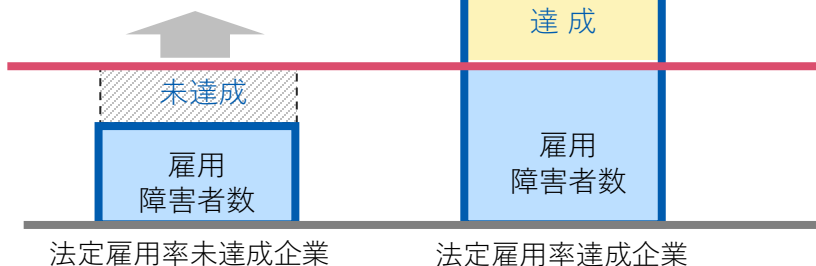 達 成
未達成
雇用
障害者数
雇用
障害者数
法定雇用率未達成企業
法定雇用率達成企業